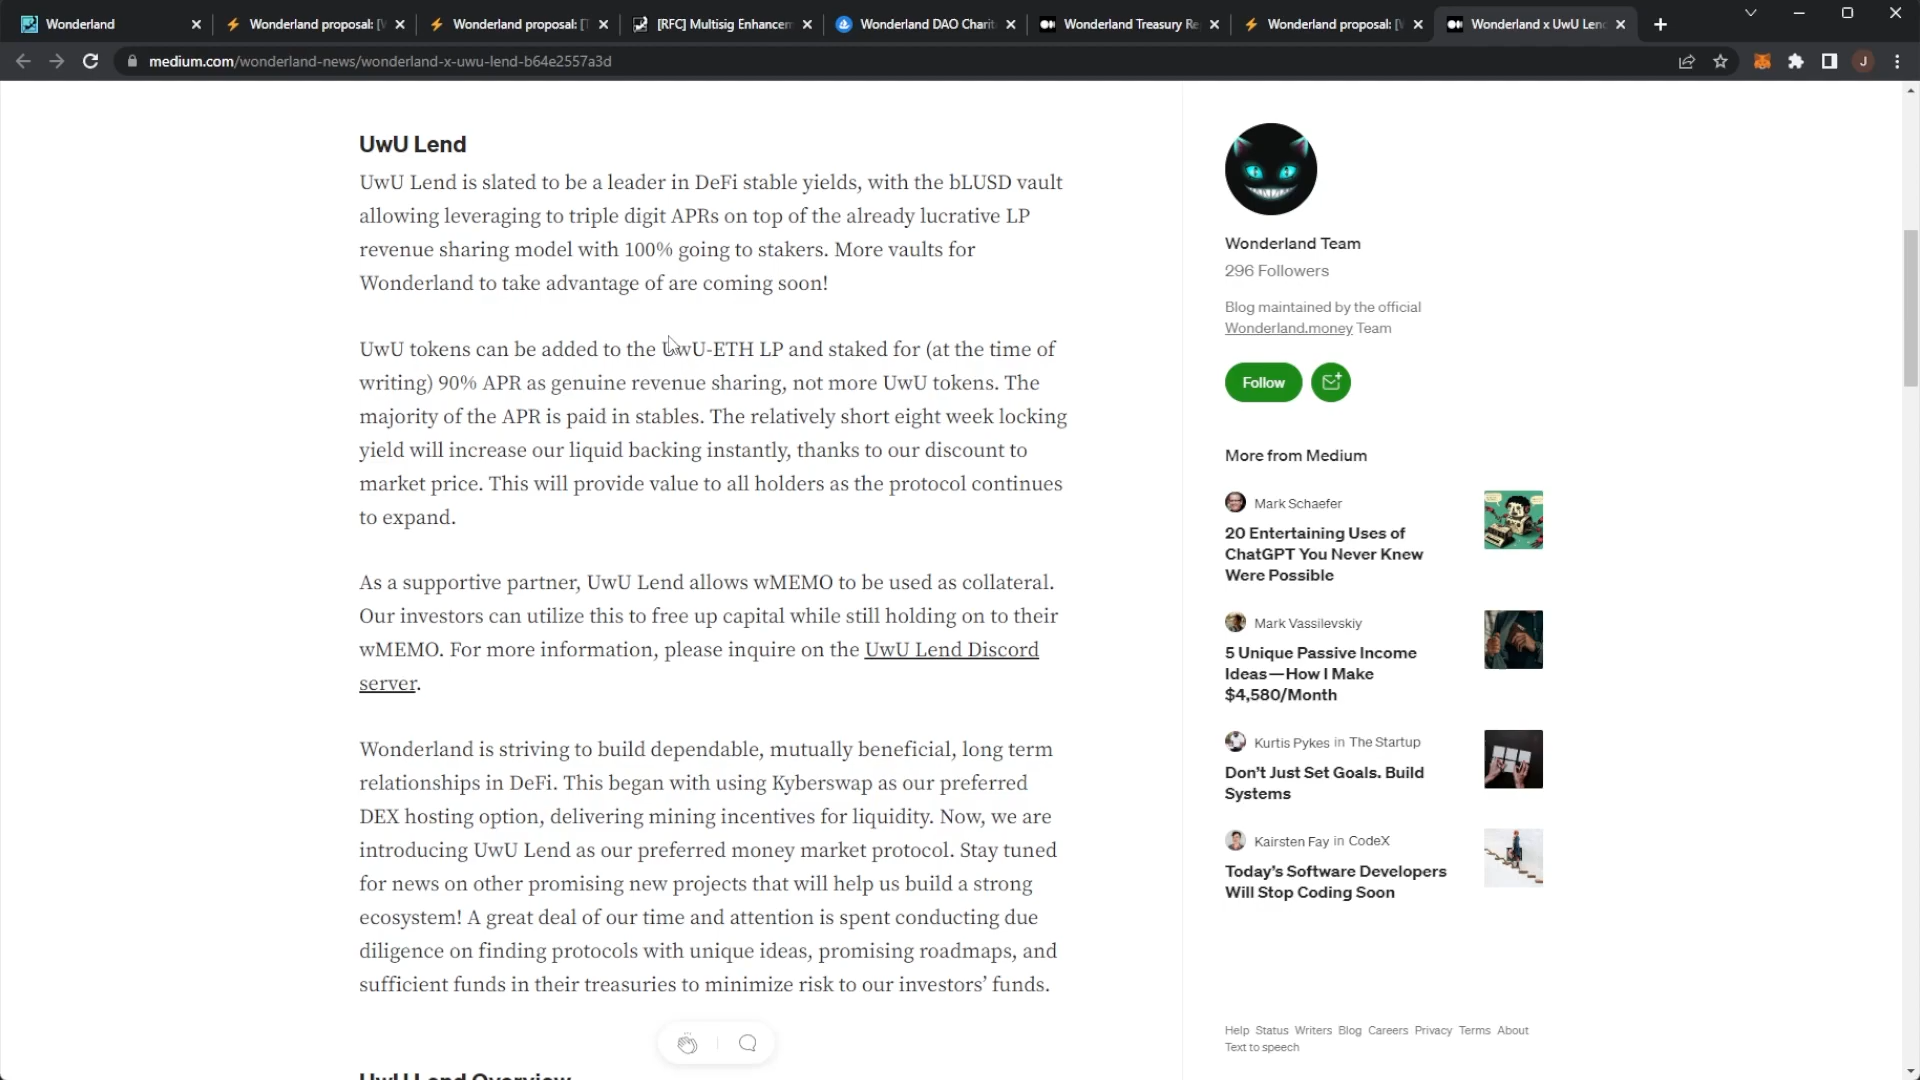 Wonderland
Wonderland proposal: [
Wonderland proposal: [
[RFC] Multisig Enhancem
Wonderland DAO Charit
Wonderland Treasury Re
Wonderland proposal: [
Wonderland x UwU Len
medium.com/wonderland-news/wonderland-x-uwu-lend-b64e2557a3d
J
UwU Lend
UwU Lend is slated to be a leader in DeFi stable yields, with the bLUSD vault
allowing leveraging to triple digit APRs on top of the already lucrative LP
revenue sharing model with 100% going to stakers. More vaults for
Wonderland to take advantage of are coming soon!
UwU tokens can be added to the UwU-ETH LP and staked for (at the time of
writing) 90% APR as genuine revenue sharing, not more UwU tokens. The
majority of the APR is paid in stables. The relatively short eight week locking
yield will increase our liquid backing instantly, thanks to our discount to
market price. This will provide value to all holders as the protocol continues
to expand.
As a supportive partner, UwU Lend allows wMEMO to be used as collateral.
Our investors can utilize this to free up capital while still holding on to their
wMEMO. For more information, please inquire on the UwU Lend Discord
server.
Wonderland is striving to build dependable, mutually beneficial, long term
relationships in DeFi. This began with using Kyberswap as our preferred
DEX hosting option, delivering mining incentives for liquidity. Now, we are
introducing UwU Lend as our preferred money market protocol. Stay tuned
for news on other promising new projects that will help us build a strong
ecosystem! A great deal of our time and attention is spent conducting due
diligence on finding protocols with unique ideas, promising roadmaps, and
sufficient funds in their treasuries to minimize risk to our investors’ funds.
UwU Lend Overview
Wonderland Team
296 Followers
Blog maintained by the official
Wonderland.money Team
Follow
More from Medium
Mark Schaefer
20 Entertaining Uses of
ChatGPT You Never Knew
Were Possible
Mark Vassilevskiy
5 Unique Passive Income
Ideas — How I Make
$4,580/Month
Kurtis Pykes in The Startup
Don’t Just Set Goals. Build
Systems
Kairsten Fay in CodeX
Today’s Software Developers
Will Stop Coding Soon
Help Status Writers Blog Careers Privacy Terms About
Text to speech